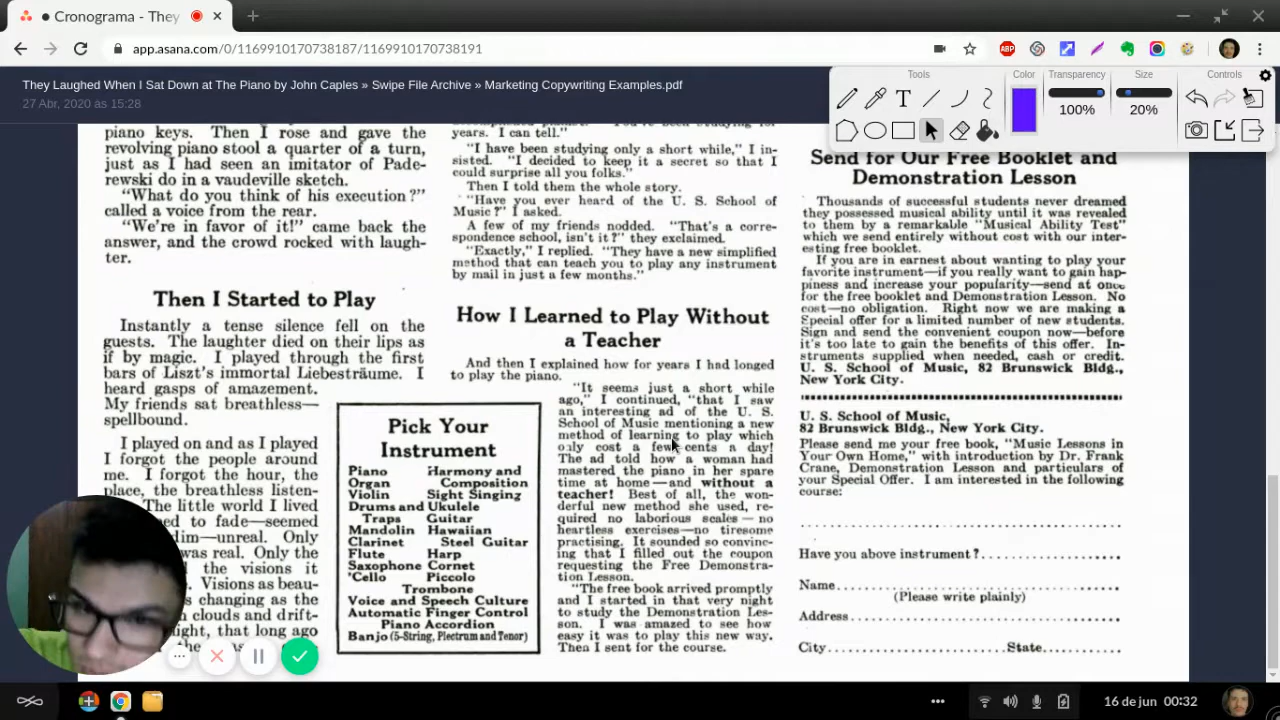 Cronograma - They
app.asana.com/0/1169910170738187/1169910170738191
They Laughed When I Sat Down at The Piano by John Caples » Swipe File Archive » Marketing Copywriting Examples.pdf
27 Abr, 2020 às 15:28
Tools
Color
Transparency
Size
Controls
100%
20%
piano keys. Then I rose and gave the
revolving piano stool a quarter of a turn,
just as I had seen an imitator of Pade-
rewski do in a vaudeville sketch.
"What do you think of his execution?"
called a voice from the rear.
"We're in favor of it!" came back the
answer, and the crowd rocked with laugh-
ter.
Then I Started to Play
Instantly a tense silence fell on the
guests. The laughter died on their lips as
if by magic. I played through the first
bars of Liszt's immortal Liebesträume. I
heard gasps of amazement.
My friends sat breathless—
spellbound.
I played on and as I played
I forgot the people around
me. I forgot the hour, the
place, the breathless listen-
The little world I lived
to fade—seemed
dim—unreal. Only
was real. Only the
the visions it
Visions as beau-
changing as the
clouds and drift-
that long ago
Pick Your
Instrument
Piano Harmony and
Organ Composition
Violin Sight Singing
Drums and Ukulele
Traps Guitar
Mandolin Hawaiian
Clarinet Steel Guitar
Flute Harp
Saxophone Cornet
'Cello Piccolo
Trombone
Voice and Speech Culture
Automatic Finger Control
Piano Accordion
Banjo (5-String, Plectrum and Tenor)
years. I can tell."
"I have been studying only a short while," I in-
sisted. "I decided to keep it a secret so that I
could surprise all you folks."
Then I told them the whole story.
"Have you ever heard of the U. S. School of
Music?" I asked.
A few of my friends nodded. "That's a corre-
spondence school, isn't it?" they exclaimed.
"Exactly," I replied. "They have a new simplified
method that can teach you to play any instrument
by mail in just a few months."
How I Learned to Play Without
a Teacher
And then I explained how for years I had longed
to play the piano.
"It seems just a short while
ago," I continued, "that I saw
an interesting ad of the U. S.
School of Music mentioning a new
method of learning to play which
only cost a few cents a day!
The ad told how a woman had
mastered the piano in her spare
time at home—and without a
teacher! Best of all, the won-
derful new method she used, re-
quired no laborious scales—no
heartless exercises—no tiresome
practising. It sounded so convinc-
ing that I filled out the coupon
requesting the Free Demonstra-
tion Lesson.
"The free book arrived promptly
and I started in that very night
to study the Demonstration Les-
son. I was amazed to see how
easy it was to play this new way.
Then I sent for the course.
Send for Our Free Booklet and
Demonstration Lesson
Thousands of successful students never dreamed
they possessed musical ability until it was revealed
to them by a remarkable "Musical Ability Test"
which we send entirely without cost with our inter-
esting free booklet.
If you are in earnest about wanting to play your
favorite instrument—if you really want to gain hap-
piness and increase your popularity—send at once
for the free booklet and Demonstration Lesson. No
cost—no obligation. Right now we are making a
Special offer for a limited number of new students.
Sign and send the convenient coupon now—before
it's too late to gain the benefits of this offer. In-
struments supplied when needed, cash or credit.
U. S. School of Music, 82 Brunswick Bldg.,
New York City.
U. S. School of Music,
82 Brunswick Bldg., New York City.
Please send me your free book, "Music Lessons in
Your Own Home," with introduction by Dr. Frank
Crane, Demonstration Lesson and particulars of
your Special Offer. I am interested in the following
course:
Have you above instrument?
Name
(Please write plainly)
Address
City State
16 de jun 00:32